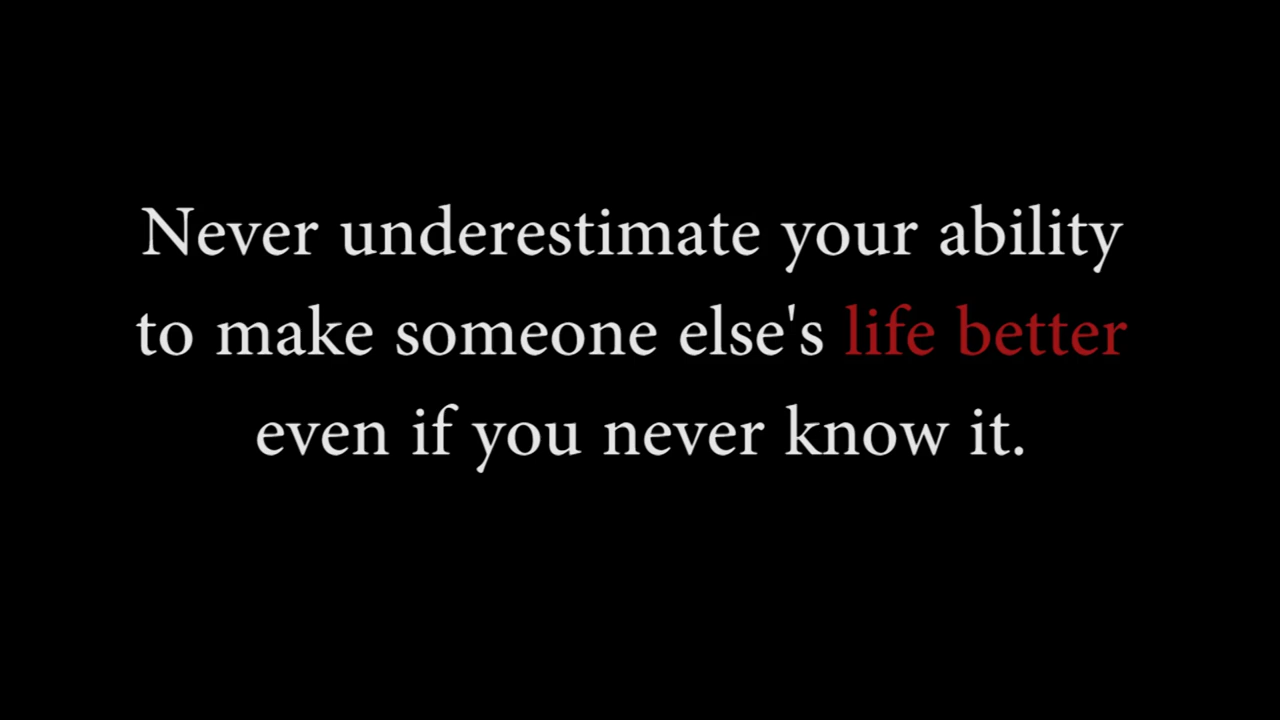 Never underestimate your ability
to make someone else's life better
even if you never know it.